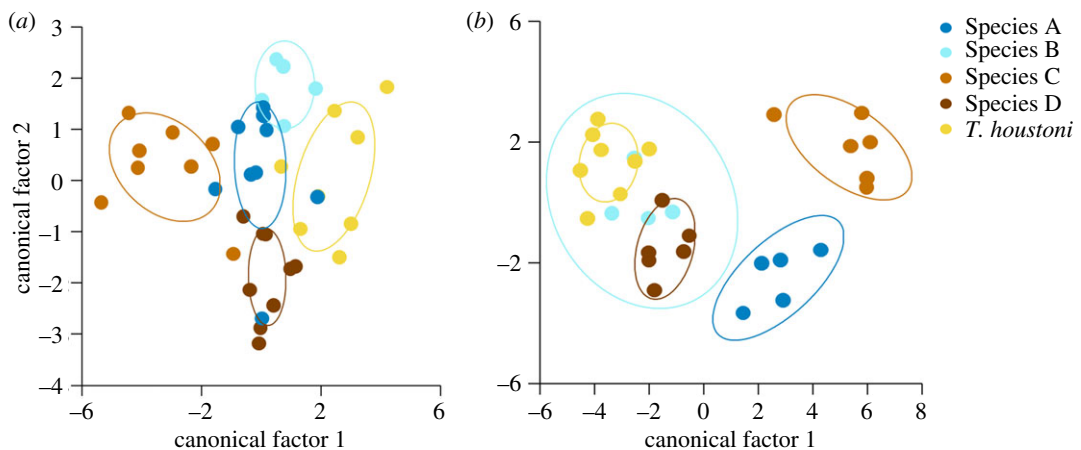 (a)
3
2
1
0
–1
–2
–3
–4
canonical factor 2
–6
–2
2
6
canonical factor 1
(b)
6
2
–2
–6
–6
–4
–2
0
2
4
6
8
canonical factor 1
Species A
Species B
Species C
Species D
T. houstoni